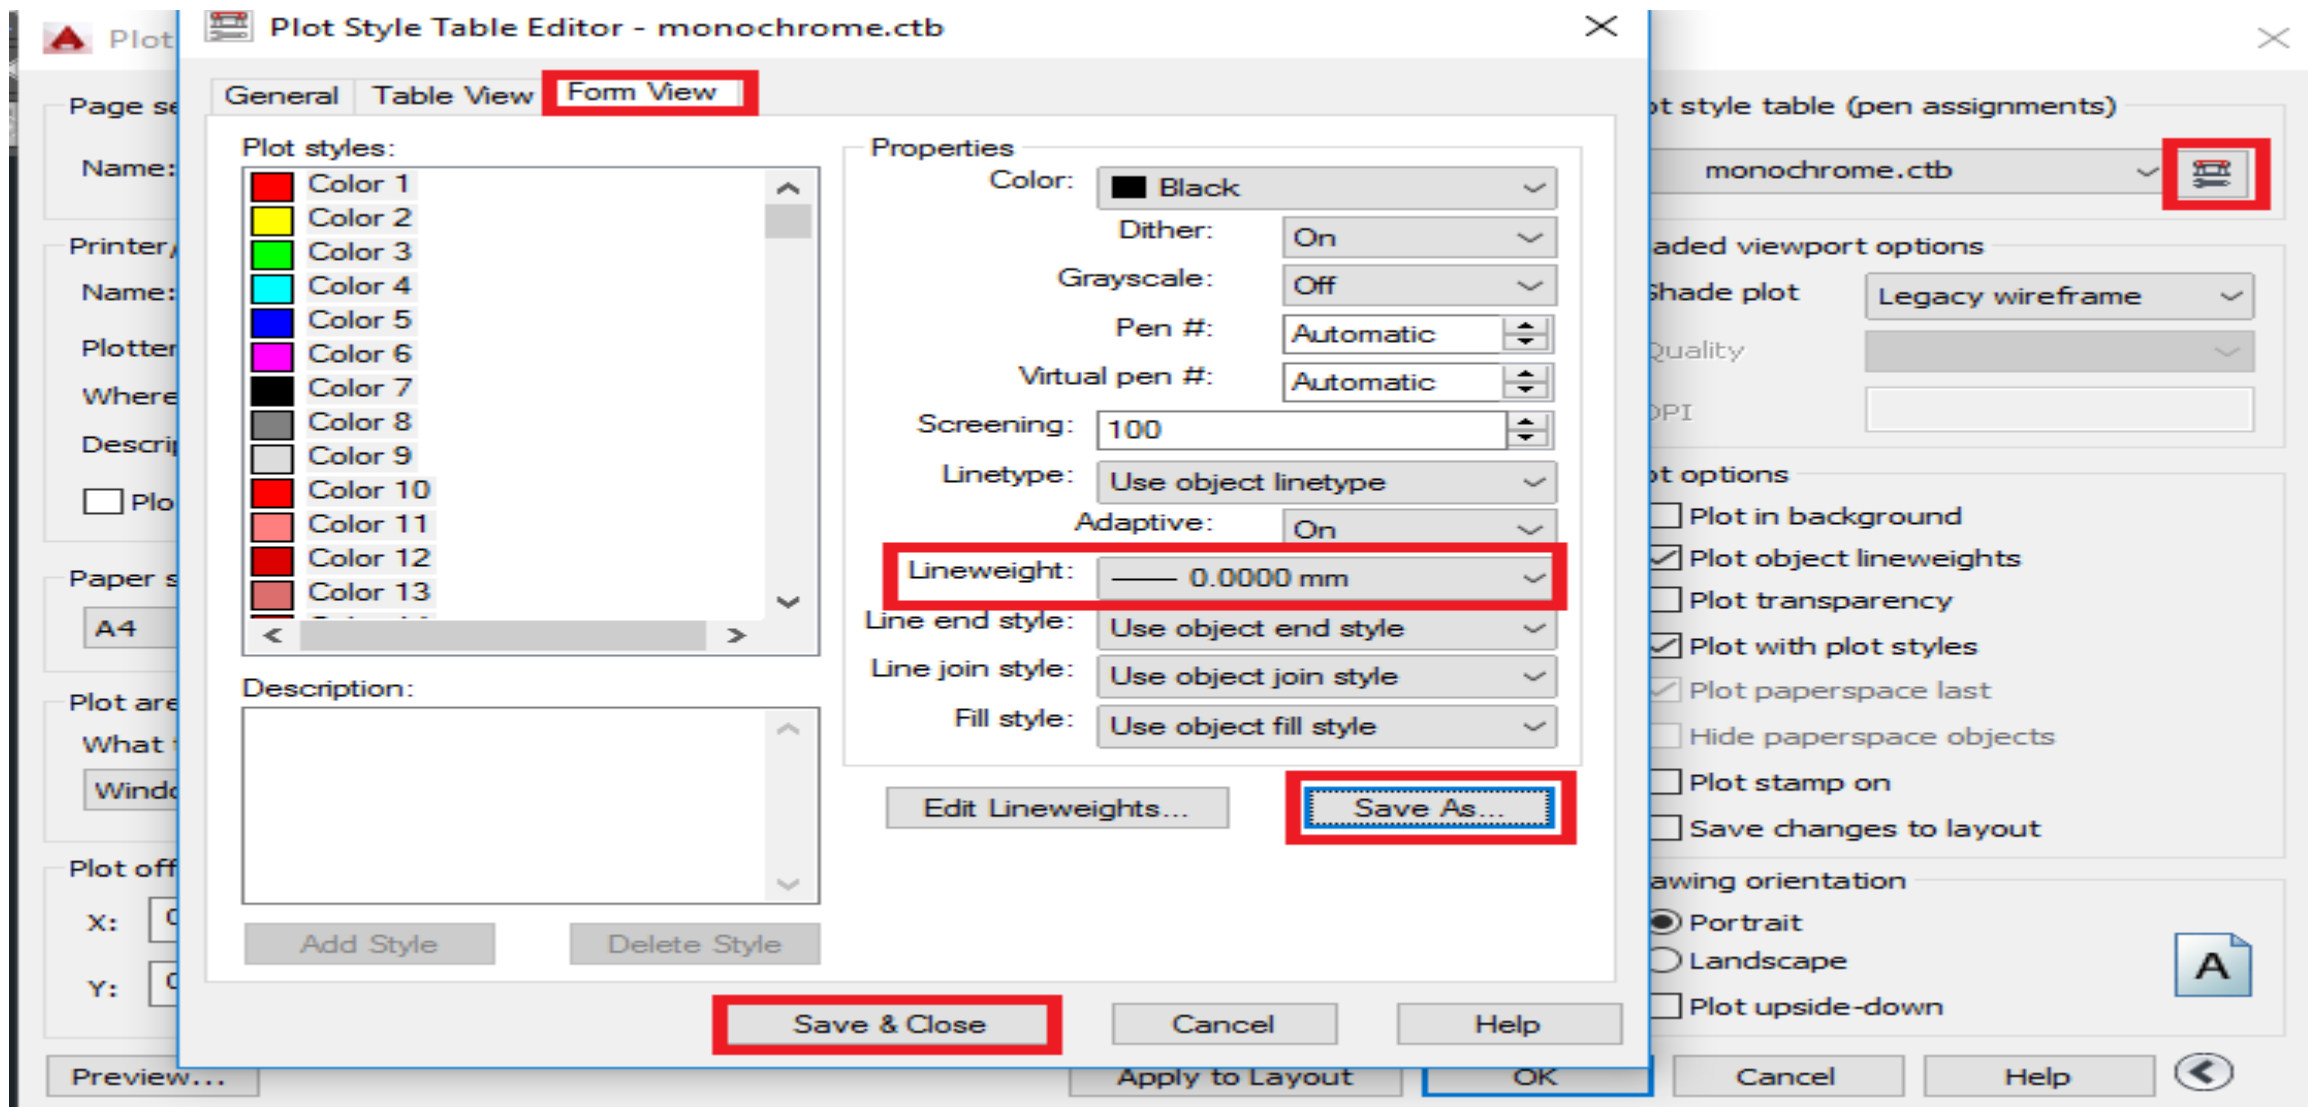 Plot
Plot Style Table Editor - monochrome.ctb
General Table View Form View
Plot styles:
Color 1
Color 2
Color 3
Color 4
Color 5
Color 6
Color 7
Color 8
Color 9
Color 10
Color 11
Color 12
Color 13
Description:
Add Style Delete Style
Properties
Color: Black
Dither: On
Grayscale: Off
Pen #: Automatic
Virtual pen #: Automatic
Screening: 100
Linetype: Use object linetype
Adaptive: On
Lineweight: 0.0000 mm
Line end style: Use object end style
Line join style: Use object join style
Fill style: Use object fill style
Edit Lineweights... Save As...
Save & Close Cancel Help
Page se
Name:
Printer/
Name:
Plotter
Where
Descrip
Plo
Paper s
A4
Plot are
What t
Windo
Plot off
X: 0
Y: 0
Preview...
ot style table (pen assignments)
monochrome.ctb
aded viewport options
Shade plot Legacy wireframe
Quality
DPI
ot options
Plot in background
Plot object lineweights
Plot transparency
Plot with plot styles
Plot paperspace last
Hide paperspace objects
Plot stamp on
Save changes to layout
awing orientation
Portrait
Landscape
Plot upside-down
A
Apply to Layout OK Cancel Help